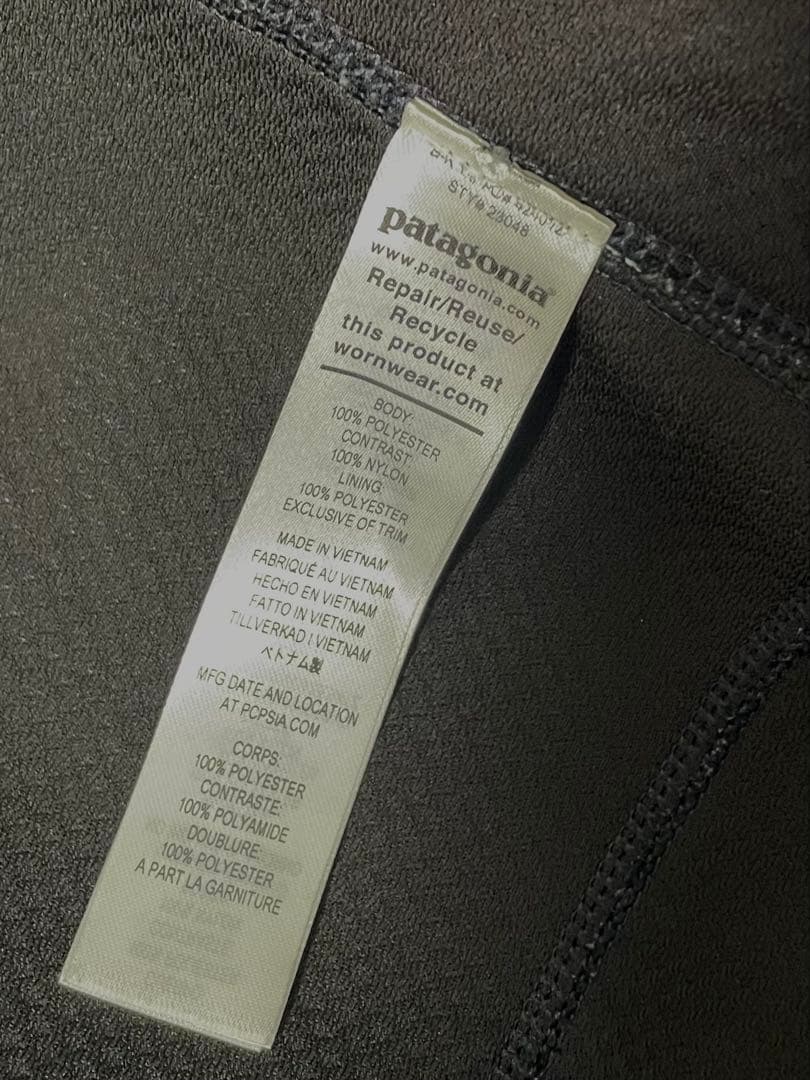 STY# 23048
patagonia®
www.patagonia.com
Repair/Reuse/
Recycle
this product at
wornwear.com
BODY:
100% POLYESTER
CONTRAST:
100% NYLON
LINING:
100% POLYESTER
EXCLUSIVE OF TRIM
MADE IN VIETNAM
FABRIQUÉ AU VIETNAM
HECHO EN VIETNAM
FATTO IN VIETNAM
TILLVERKAD I VIETNAM
ベトナム製
MFG DATE AND LOCATION
AT PCPSIA.COM
CORPS:
100% POLYESTER
CONTRASTE:
100% POLYAMIDE
DOUBLURE:
100% POLYESTER
A PART LA GARNITURE